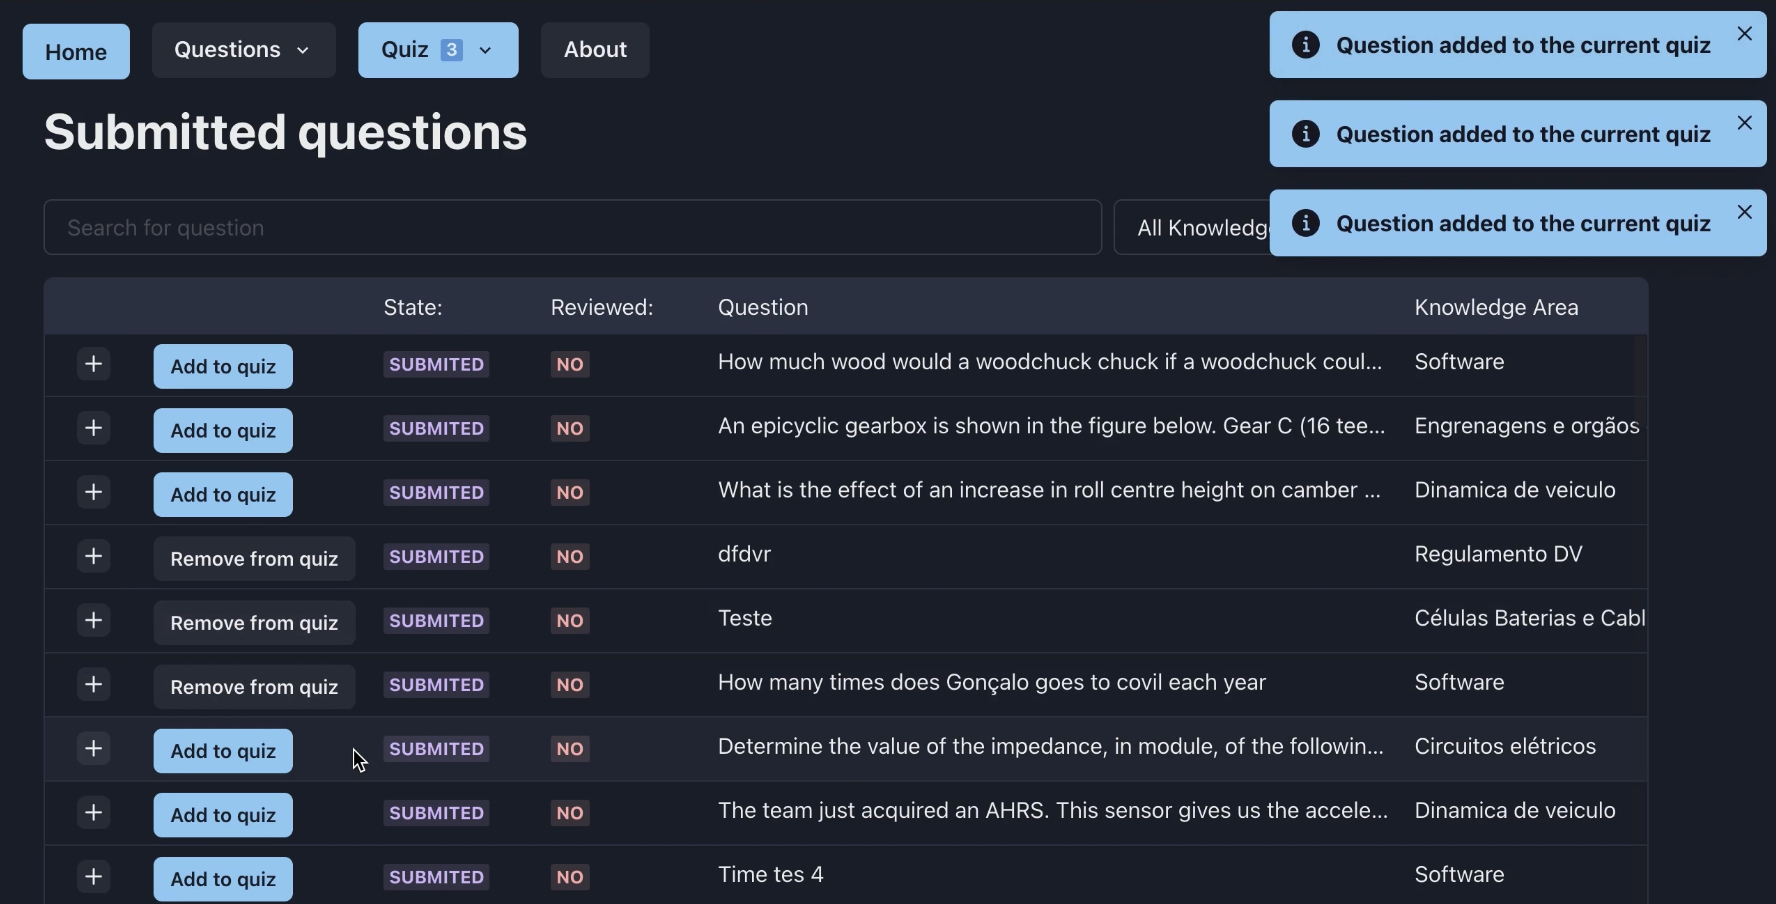 Home
Questions
Quiz 3
About
Question added to the current quiz
Question added to the current quiz
Question added to the current quiz
Submitted questions
Search for question
All Knowledg
State: Reviewed: Question Knowledge Area
Add to quiz SUBMITED NO How much wood would a woodchuck chuck if a woodchuck coul... Software
Add to quiz SUBMITED NO An epicyclic gearbox is shown in the figure below. Gear C (16 tee... Engrenagens e orgãos
Add to quiz SUBMITED NO What is the effect of an increase in roll centre height on camber ... Dinamica de veiculo
Remove from quiz SUBMITED NO dfdvr Regulamento DV
Remove from quiz SUBMITED NO Teste Células Baterias e Cabl
Remove from quiz SUBMITED NO How many times does Gonçalo goes to covil each year Software
Add to quiz SUBMITED NO Determine the value of the impedance, in module, of the followin... Circuitos elétricos
Add to quiz SUBMITED NO The team just acquired an AHRS. This sensor gives us the accele... Dinamica de veiculo
Add to quiz SUBMITED NO Time tes 4 Software